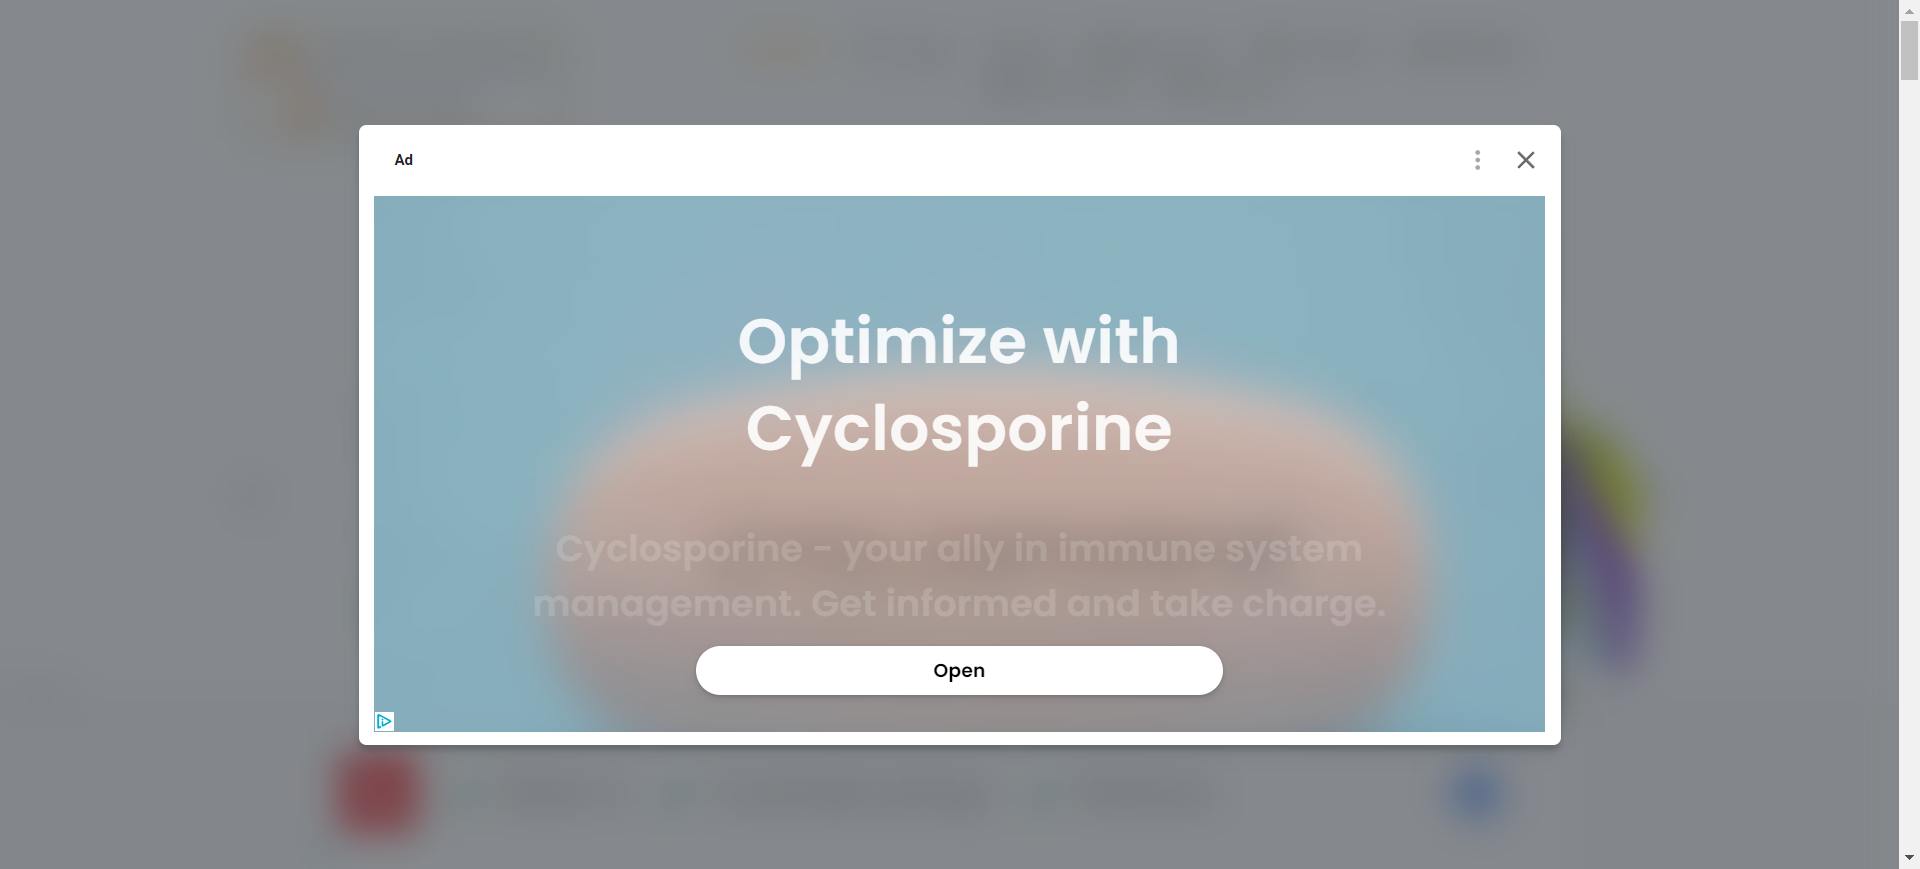 Ad
Optimize with
Cyclosporine
Cyclosporine - your ally in immune system
management. Get informed and take charge.
Open